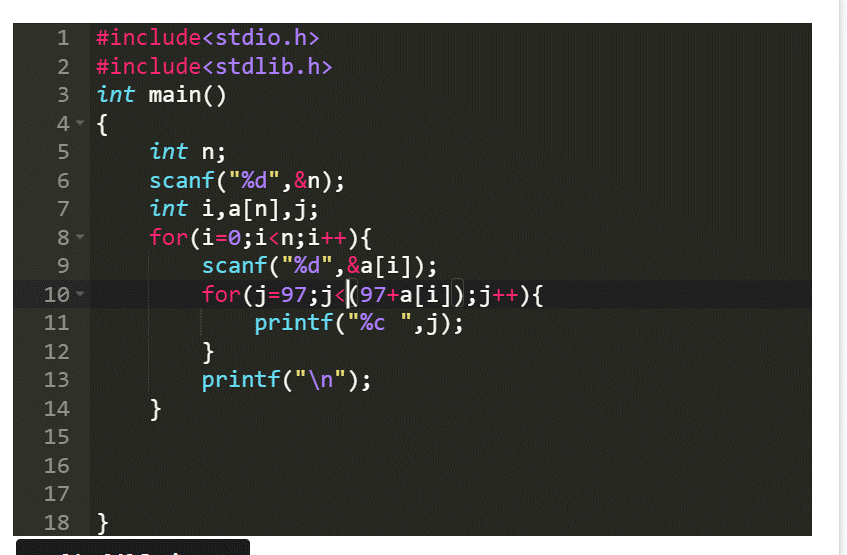 1 #include<stdio.h>
2 #include<stdlib.h>
3 int main()
4 {
5     int n;
6     scanf("%d",&n);
7     int i,a[n],j;
8     for(i=0;i<n;i++){
9         scanf("%d",&a[i]);
10         for(j=97;j<(97+a[i]);j++){
11             printf("%c ",j);
12         }
13         printf("\n");
14     }
15
16
17
18 }